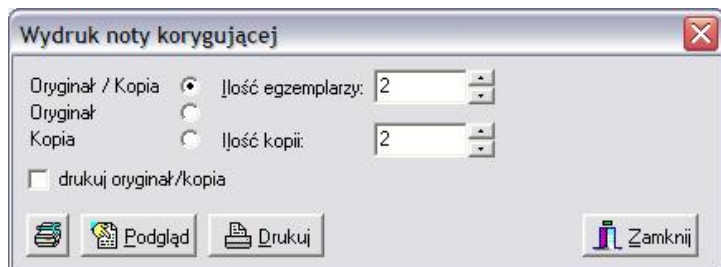 Wydruk noty korygującej
Oryginał / Kopia Ilość egzemplarzy: 2
Oryginał
Kopia Ilość kopii: 2
drukuj oryginał/kopia
Podgląd Drukuj Zamknij